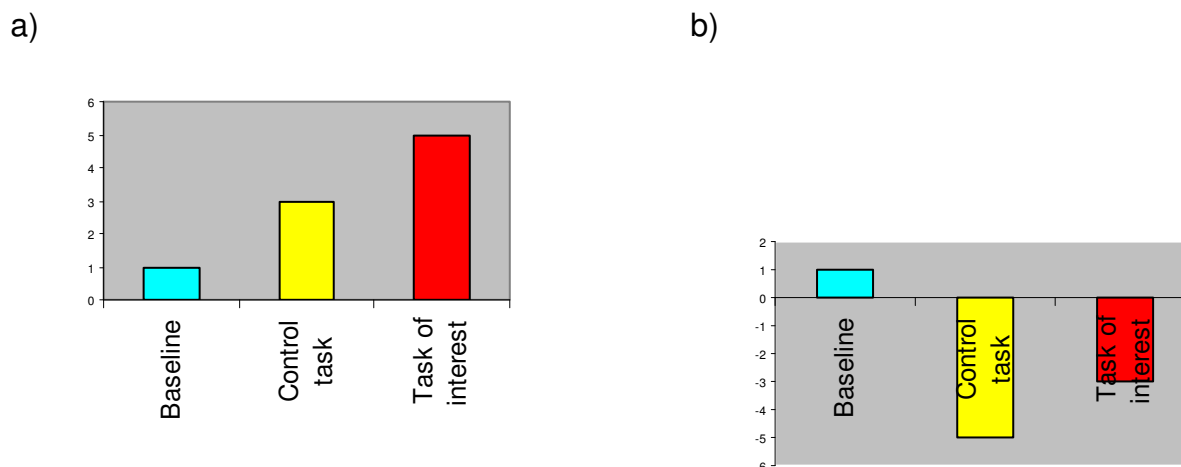 a)
b)
6
5
4
3
2
1
0
Baseline
Control
task
Task of
interest
2
1
0
-1
-2
-3
-4
-5
-6
Baseline
Control
task
Task of
interest